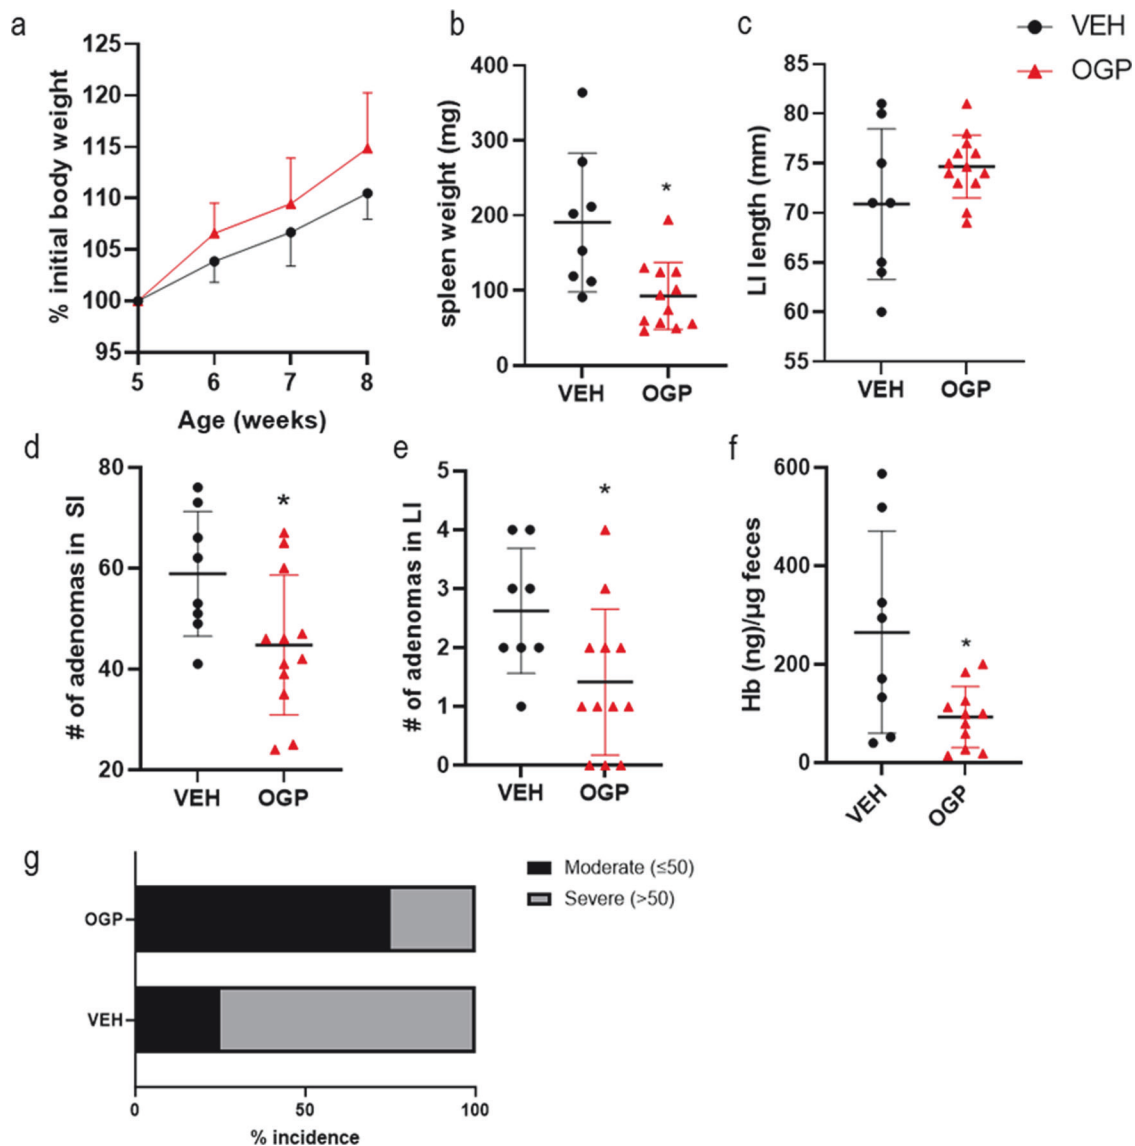 a
% initial body weight
125
120
115
110
105
100
95
5 6 7 8
Age (weeks)
b
spleen weight (mg)
400
300
200
100
0
*
VEH OGP
c
LI length (mm)
85
80
75
70
65
60
55
VEH OGP
VEH
OGP
d
# of adenomas in SI
80
60
40
20
*
VEH OGP
e
# of adenomas in LI
5
4
3
2
1
0
*
VEH OGP
f
Hb (ng)/µg feces
600
400
200
0
*
VEH OGP
g
OGP
VEH
0 50 100
% incidence
Moderate (≤50)
Severe (>50)